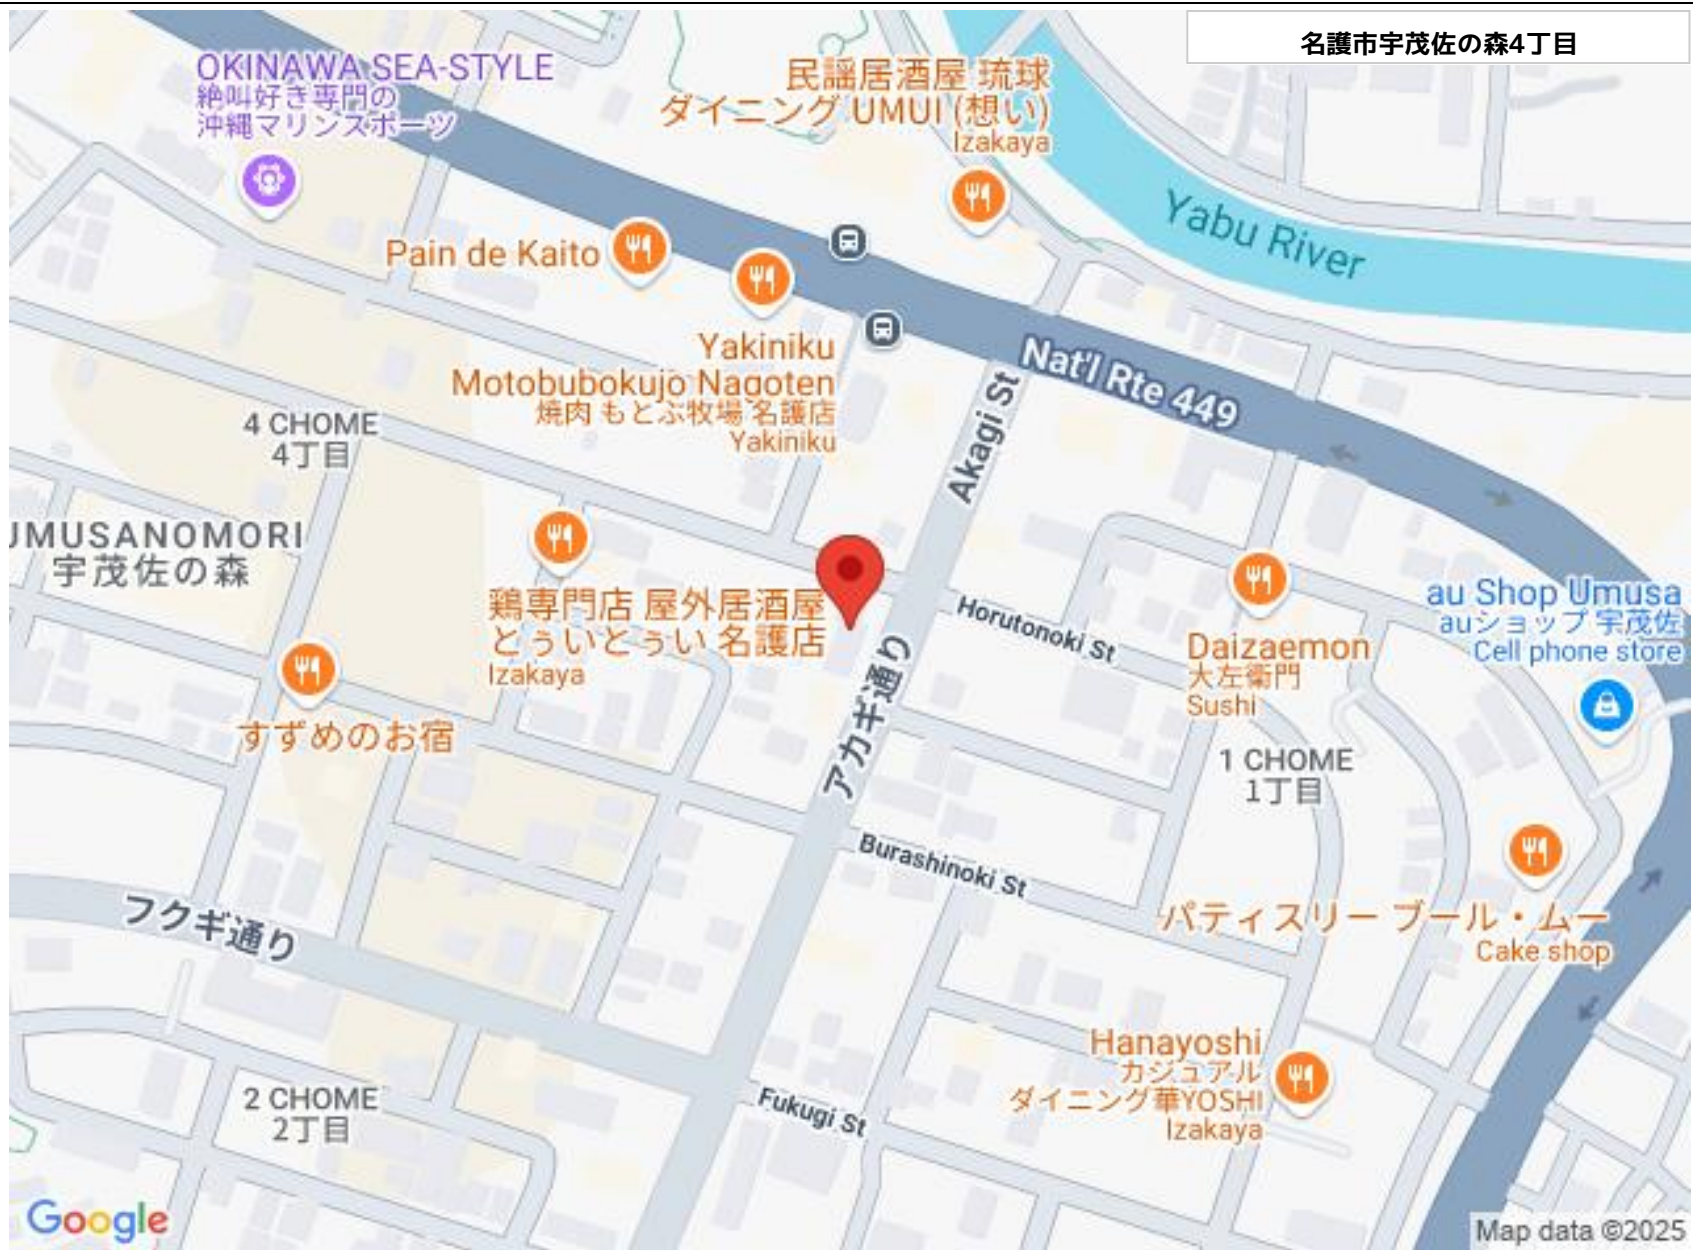 名護市宇茂佐の森4丁目
OKINAWA SEA-STYLE
絶叫好き専門の
沖縄マリンスポーツ
民謡居酒屋 琉球
ダイニング UMUI (想い)
Izakaya
Yabu River
Pain de Kaito
Yakiniku
Motobubokujo Nagoten
焼肉 もとぶ牧場 名護店
Yakiniku
Nat'l Rte 449
Akagi St
4 CHOME
4丁目
UMUSANOMORI
宇茂佐の森
鶏専門店 屋外居酒屋
とぅいとぅい 名護店
Izakaya
Horutonoki St
Daizaemon
大左衛門
Sushi
au Shop Umusa
auショップ 宇茂佐
Cell phone store
すずめのお宿
アカギ通り
1 CHOME
1丁目
Burashinoki St
フクギ通り
パティスリー ブール・ムー
Cake shop
Hanayoshi
カジュアル
ダイニング華YOSHI
Izakaya
2 CHOME
2丁目
Fukugi St
Google
Map data ©2025